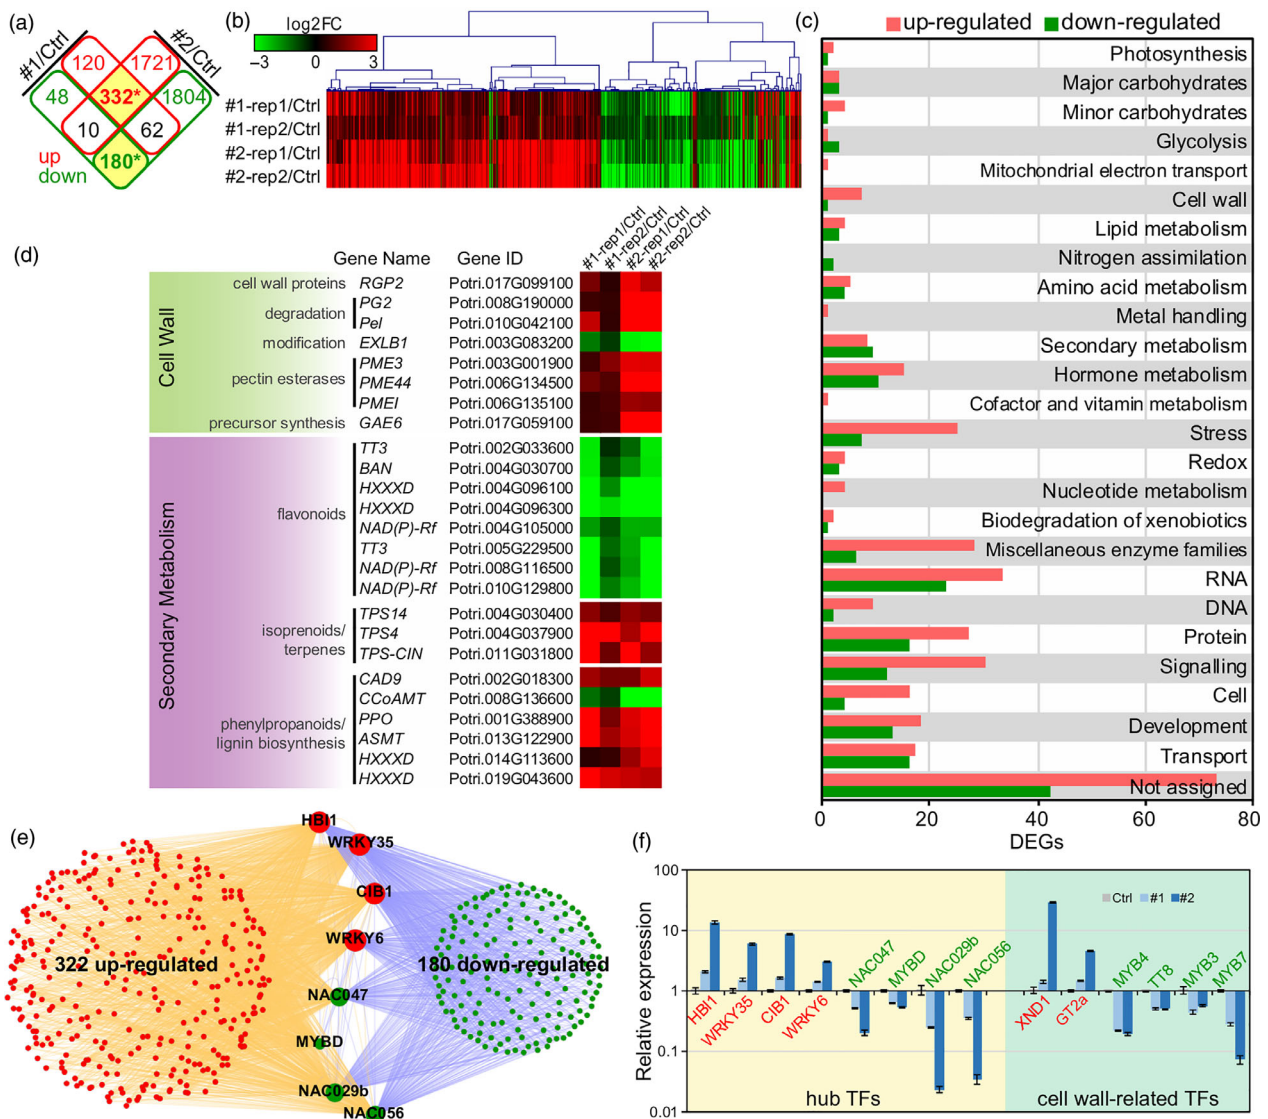 (a)
#1/Ctrl
#2/Ctrl
120
1721
48
332*
1804
10
62
180*
up
down
(b)
log2FC
−3 0 3
#1-rep1/Ctrl
#1-rep2/Ctrl
#2-rep1/Ctrl
#2-rep2/Ctrl
(c)
up-regulated down-regulated
Photosynthesis
Major carbohydrates
Minor carbohydrates
Glycolysis
Mitochondrial electron transport
Cell wall
Lipid metabolism
Nitrogen assimilation
Amino acid metabolism
Metal handling
Secondary metabolism
Hormone metabolism
Cofactor and vitamin metabolism
Stress
Redox
Nucleotide metabolism
Biodegradation of xenobiotics
Miscellaneous enzyme families
RNA
DNA
Protein
Signalling
Cell
Development
Transport
Not assigned
0 20 40 60 80
DEGs
(d)
Gene Name Gene ID
#1-rep1/Ctrl
#1-rep2/Ctrl
#2-rep1/Ctrl
#2-rep2/Ctrl
Cell Wall
cell wall proteins RGP2 Potri.017G099100
degradation
PG2 Potri.008G190000
Pel Potri.010G042100
modification EXLB1 Potri.003G083200
pectin esterases
PME3 Potri.003G001900
PME44 Potri.006G134500
PMEI Potri.006G135100
precursor synthesis GAE6 Potri.017G059100
Secondary Metabolism
flavonoids
TT3 Potri.002G033600
BAN Potri.004G030700
HXXXD Potri.004G096100
HXXXD Potri.004G096300
NAD(P)-Rf Potri.004G105000
TT3 Potri.005G229500
NAD(P)-Rf Potri.008G116500
NAD(P)-Rf Potri.010G129800
isoprenoids/
terpenes
TPS14 Potri.004G030400
TPS4 Potri.004G037900
TPS-CIN Potri.011G031800
phenylpropanoids/
lignin biosynthesis
CAD9 Potri.002G018300
CCoAMT Potri.008G136600
PPO Potri.001G388900
ASMT Potri.013G122900
HXXXD Potri.014G113600
HXXXD Potri.019G043600
(e)
HBI1
WRKY35
CIB1
WRKY6
322 up-regulated
180 down-regulated
NAC047
MYBD
NAC029b
NAC056
(f)
Relative expression
100
10
1
0.1
0.01
Ctrl #1 #2
HBI1
WRKY35
CIB1
WRKY6
NAC047
MYBD
NAC029b
NAC056
XND1
GT2a
MYB4
TT8
MYB3
MYB7
hub TFs
cell wall-related TFs